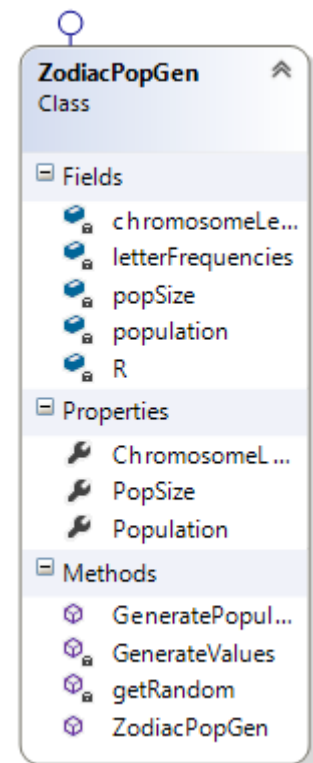 ZodiacPopGen
Class
Fields
chromosomeLe...
letterFrequencies
popSize
population
R
Properties
ChromosomeL...
PopSize
Population
Methods
GeneratePopul...
GenerateValues
getRandom
ZodiacPopGen